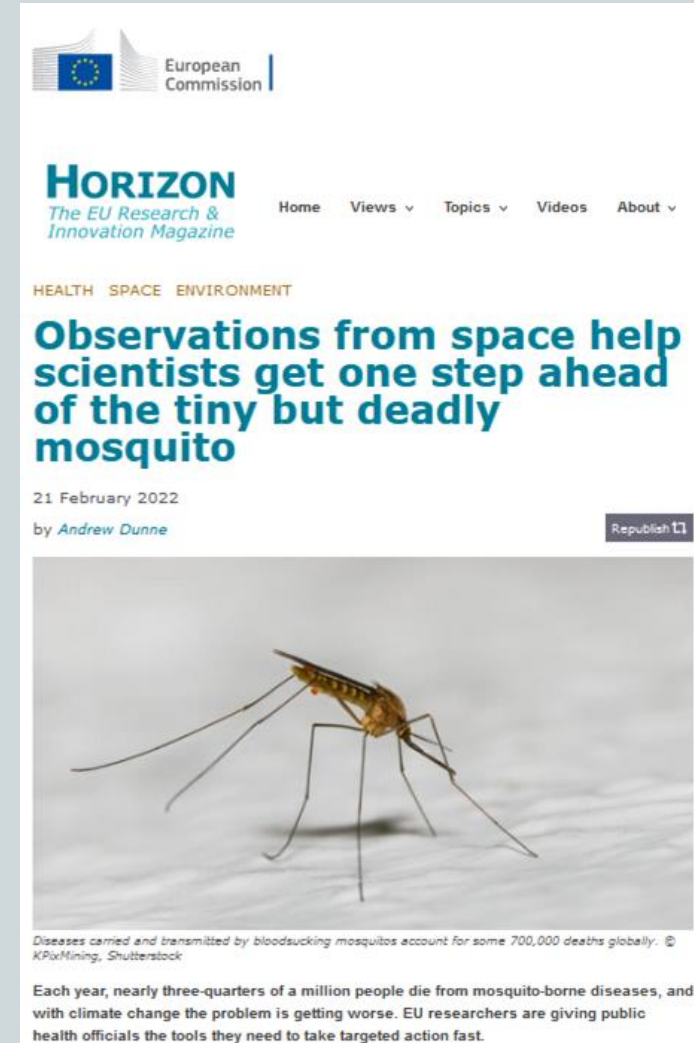 European
Commission
HORIZON
The EU Research &
Innovation Magazine
Home Views Topics Videos About
HEALTH SPACE ENVIRONMENT
Observations from space help
scientists get one step ahead
of the tiny but deadly
mosquito
21 February 2022
by Andrew Dunne
Republish
Diseases carried and transmitted by bloodsucking mosquitos account for some 700,000 deaths globally. ©
KPixMining, Shutterstock
Each year, nearly three-quarters of a million people die from mosquito-borne diseases, and
with climate change the problem is getting worse. EU researchers are giving public
health officials the tools they need to take targeted action fast.